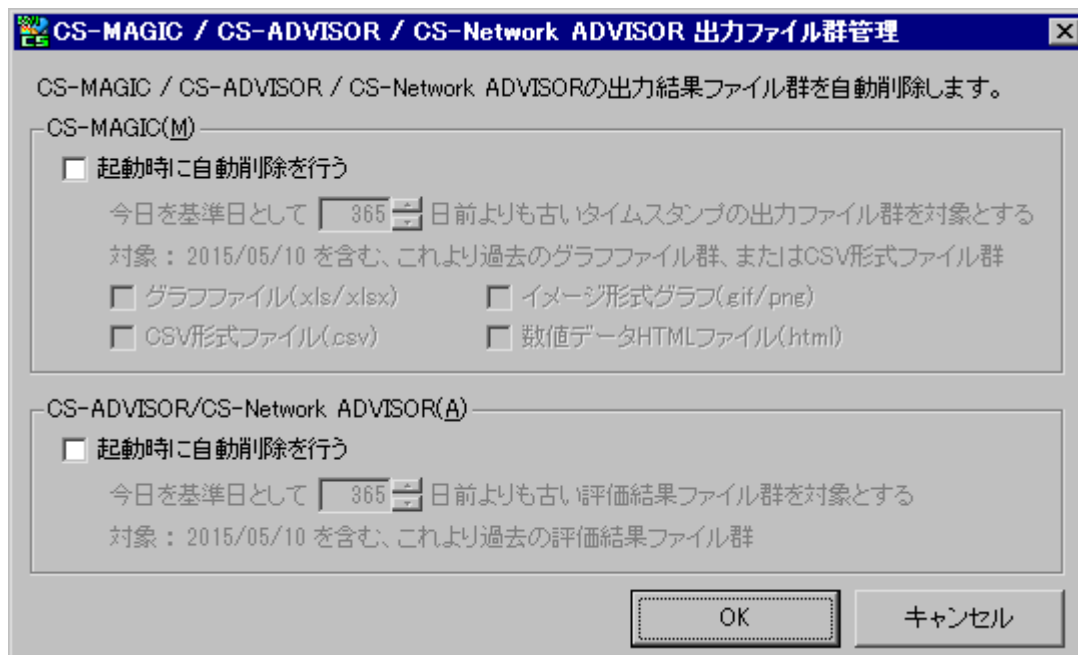 CS-MAGIC / CS-ADVISOR / CS-Network ADVISOR 出力ファイル群管理
CS-MAGIC / CS-ADVISOR / CS-Network ADVISORの出力結果ファイル群を自動削除します。
CS-MAGIC(M)
起動時に自動削除を行う
今日を基準日として 365 日前よりも古いタイムスタンプの出力ファイル群を対象とする
対象： 2015/05/10 を含む、これより過去のグラフファイル群、またはCSV形式ファイル群
グラフファイル(xls/xlsx) イメージ形式グラフ(gif/png)
CSV形式ファイル(.csv) 数値データHTMLファイル(.html)
CS-ADVISOR/CS-Network ADVISOR(A)
起動時に自動削除を行う
今日を基準日として 365 日前よりも古い評価結果ファイル群を対象とする
対象： 2015/05/10 を含む、これより過去の評価結果ファイル群
OK キャンセル